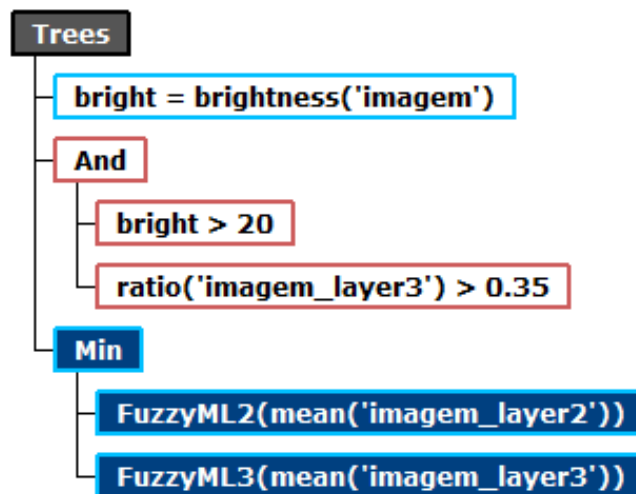 Trees
bright = brightness('imagem')
And
bright > 20
ratio('imagem_layer3') > 0.35
Min
FuzzyML2(mean('imagem_layer2'))
FuzzyML3(mean('imagem_layer3'))